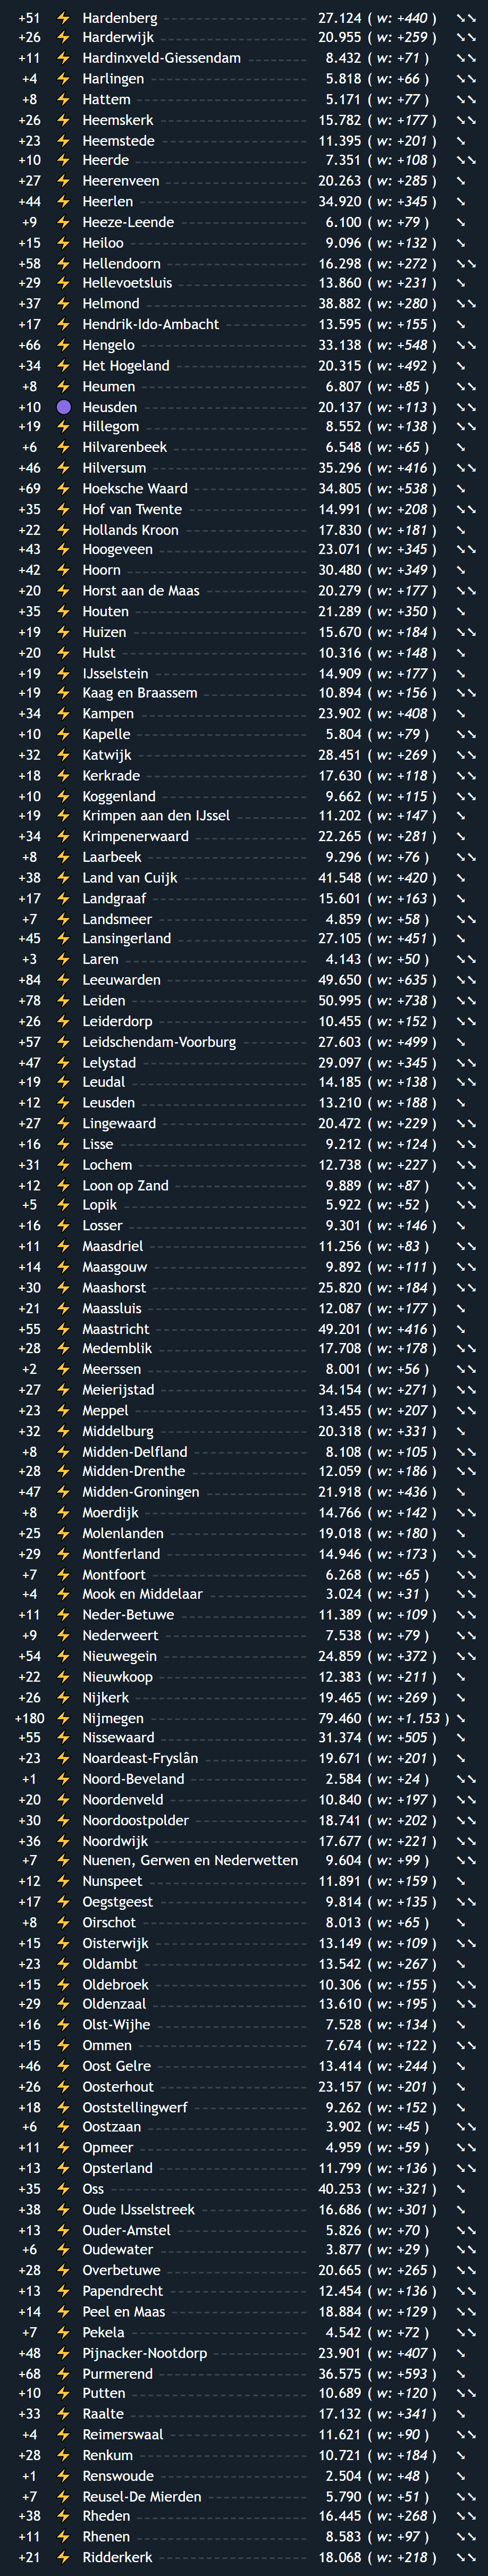 +51 ⚡ Hardenberg 27.124 ( w: +440 ) ↘↘
+26 ⚡ Harderwijk 20.955 ( w: +259 ) ↘↘
+11 ⚡ Hardinxveld-Giessendam 8.432 ( w: +71 ) ↘↘
+4 ⚡ Harlingen 5.818 ( w: +66 ) ↘↘
+8 ⚡ Hattem 5.171 ( w: +77 ) ↘↘
+26 ⚡ Heemskerk 15.782 ( w: +177 ) ↘↘
+23 ⚡ Heemstede 11.395 ( w: +201 ) ↘
+10 ⚡ Heerde 7.351 ( w: +108 ) ↘↘
+27 ⚡ Heerenveen 20.263 ( w: +285 ) ↘
+44 ⚡ Heerlen 34.920 ( w: +345 ) ↘
+9 ⚡ Heeze-Leende 6.100 ( w: +79 ) ↘
+15 ⚡ Heiloo 9.096 ( w: +132 ) ↘
+58 ⚡ Hellendoorn 16.298 ( w: +272 ) ↘↘
+29 ⚡ Hellevoetsluis 13.860 ( w: +231 ) ↘
+37 ⚡ Helmond 38.882 ( w: +280 ) ↘↘
+17 ⚡ Hendrik-Ido-Ambacht 13.595 ( w: +155 ) ↘
+66 ⚡ Hengelo 33.138 ( w: +548 ) ↘↘
+34 ⚡ Het Hogeland 20.315 ( w: +492 ) ↘
+8 ⚡ Heumen 6.807 ( w: +85 ) ↘↘
+10 Heusden 20.137 ( w: +113 ) ↘↘
+19 ⚡ Hillegom 8.552 ( w: +138 ) ↘↘
+6 ⚡ Hilvarenbeek 6.548 ( w: +65 ) ↘
+46 ⚡ Hilversum 35.296 ( w: +416 ) ↘↘
+69 ⚡ Hoeksche Waard 34.805 ( w: +538 ) ↘
+35 ⚡ Hof van Twente 14.991 ( w: +208 ) ↘↘
+22 ⚡ Hollands Kroon 17.830 ( w: +181 ) ↘
+43 ⚡ Hoogeveen 23.071 ( w: +345 ) ↘↘
+42 ⚡ Hoorn 30.480 ( w: +349 ) ↘
+20 ⚡ Horst aan de Maas 20.279 ( w: +177 ) ↘↘
+35 ⚡ Houten 21.289 ( w: +350 ) ↘
+19 ⚡ Huizen 15.670 ( w: +184 ) ↘↘
+20 ⚡ Hulst 10.316 ( w: +148 ) ↘
+19 ⚡ IJsselstein 14.909 ( w: +177 ) ↘
+19 ⚡ Kaag en Braassem 10.894 ( w: +156 ) ↘↘
+34 ⚡ Kampen 23.902 ( w: +408 ) ↘
+10 ⚡ Kapelle 5.804 ( w: +79 ) ↘↘
+32 ⚡ Katwijk 28.451 ( w: +269 ) ↘↘
+18 ⚡ Kerkrade 17.630 ( w: +118 ) ↘↘
+10 ⚡ Koggenland 9.662 ( w: +115 ) ↘↘
+19 ⚡ Krimpen aan den IJssel 11.202 ( w: +147 ) ↘
+34 ⚡ Krimpenerwaard 22.265 ( w: +281 ) ↘
+8 ⚡ Laarbeek 9.296 ( w: +76 ) ↘↘
+38 ⚡ Land van Cuijk 41.548 ( w: +420 ) ↘
+17 ⚡ Landgraaf 15.601 ( w: +163 ) ↘
+7 ⚡ Landsmeer 4.859 ( w: +58 ) ↘↘
+45 ⚡ Lansingerland 27.105 ( w: +451 ) ↘
+3 ⚡ Laren 4.143 ( w: +50 ) ↘
+84 ⚡ Leeuwarden 49.650 ( w: +635 ) ↘↘
+78 ⚡ Leiden 50.995 ( w: +738 ) ↘↘
+26 ⚡ Leiderdorp 10.455 ( w: +152 ) ↘↘
+57 ⚡ Leidschendam-Voorburg 27.603 ( w: +499 ) ↘
+47 ⚡ Lelystad 29.097 ( w: +345 ) ↘↘
+19 ⚡ Leudal 14.185 ( w: +138 ) ↘↘
+12 ⚡ Leusden 13.210 ( w: +188 ) ↘
+27 ⚡ Lingewaard 20.472 ( w: +229 ) ↘↘
+16 ⚡ Lisse 9.212 ( w: +124 ) ↘↘
+31 ⚡ Lochem 12.738 ( w: +227 ) ↘↘
+12 ⚡ Loon op Zand 9.889 ( w: +87 ) ↘↘
+5 ⚡ Lopik 5.922 ( w: +52 ) ↘↘
+16 ⚡ Losser 9.301 ( w: +146 ) ↘
+11 ⚡ Maasdriel 11.256 ( w: +83 ) ↘↘
+14 ⚡ Maasgouw 9.892 ( w: +111 ) ↘↘
+30 ⚡ Maashorst 25.820 ( w: +184 ) ↘↘
+21 ⚡ Maassluis 12.087 ( w: +177 ) ↘
+55 ⚡ Maastricht 49.201 ( w: +416 ) ↘
+28 ⚡ Medemblik 17.708 ( w: +178 ) ↘↘
+2 ⚡ Meerssen 8.001 ( w: +56 ) ↘
+27 ⚡ Meierijstad 34.154 ( w: +271 ) ↘↘
+23 ⚡ Meppel 13.455 ( w: +207 ) ↘↘
+32 ⚡ Middelburg 20.318 ( w: +331 ) ↘
+8 ⚡ Midden-Delfland 8.108 ( w: +105 ) ↘↘
+28 ⚡ Midden-Drenthe 12.059 ( w: +186 ) ↘↘
+47 ⚡ Midden-Groningen 21.918 ( w: +436 ) ↘
+8 ⚡ Moerdijk 14.766 ( w: +142 ) ↘↘
+25 ⚡ Molenlanden 19.018 ( w: +180 ) ↘
+29 ⚡ Montferland 14.946 ( w: +173 ) ↘↘
+7 ⚡ Montfoort 6.268 ( w: +65 ) ↘↘
+4 ⚡ Mook en Middelaar 3.024 ( w: +31 ) ↘↘
+11 ⚡ Neder-Betuwe 11.389 ( w: +109 ) ↘↘
+9 ⚡ Nederweert 7.538 ( w: +79 ) ↘↘
+54 ⚡ Nieuwegein 24.859 ( w: +372 ) ↘↘
+22 ⚡ Nieuwkoop 12.383 ( w: +211 ) ↘
+26 ⚡ Nijkerk 19.465 ( w: +269 ) ↘
+180 ⚡ Nijmegen 79.460 ( w: +1.153 ) ↘
+55 ⚡ Nissewaard 31.374 ( w: +505 ) ↘
+23 ⚡ Noardeast-Fryslân 19.671 ( w: +201 ) ↘
+1 ⚡ Noord-Beveland 2.584 ( w: +24 ) ↘↘
+20 ⚡ Noordenveld 10.840 ( w: +197 ) ↘↘
+30 ⚡ Noordoostpolder 18.741 ( w: +202 ) ↘↘
+36 ⚡ Noordwijk 17.677 ( w: +221 ) ↘↘
+7 ⚡ Nuenen, Gerwen en Nederwetten 9.604 ( w: +99 ) ↘↘
+12 ⚡ Nunspeet 11.891 ( w: +159 ) ↘
+17 ⚡ Oegstgeest 9.814 ( w: +135 ) ↘↘
+8 ⚡ Oirschot 8.013 ( w: +65 ) ↘
+15 ⚡ Oisterwijk 13.149 ( w: +109 ) ↘↘
+23 ⚡ Oldambt 13.542 ( w: +267 ) ↘
+15 ⚡ Oldebroek 10.306 ( w: +155 ) ↘↘
+29 ⚡ Oldenzaal 13.610 ( w: +195 ) ↘↘
+16 ⚡ Olst-Wijhe 7.528 ( w: +134 ) ↘
+15 ⚡ Ommen 7.674 ( w: +122 ) ↘↘
+46 ⚡ Oost Gelre 13.414 ( w: +244 ) ↘
+26 ⚡ Oosterhout 23.157 ( w: +201 ) ↘
+18 ⚡ Ooststellingwerf 9.262 ( w: +152 ) ↘
+6 ⚡ Oostzaan 3.902 ( w: +45 ) ↘↘
+11 ⚡ Opmeer 4.959 ( w: +59 ) ↘↘
+13 ⚡ Opsterland 11.799 ( w: +136 ) ↘↘
+35 ⚡ Oss 40.253 ( w: +321 ) ↘
+38 ⚡ Oude IJsselstreek 16.686 ( w: +301 ) ↘
+13 ⚡ Ouder-Amstel 5.826 ( w: +70 ) ↘↘
+6 ⚡ Oudewater 3.877 ( w: +29 ) ↘↘
+28 ⚡ Overbetuwe 20.665 ( w: +265 ) ↘↘
+13 ⚡ Papendrecht 12.454 ( w: +136 ) ↘↘
+14 ⚡ Peel en Maas 18.884 ( w: +129 ) ↘↘
+7 ⚡ Pekela 4.542 ( w: +72 ) ↘↘
+48 ⚡ Pijnacker-Nootdorp 23.901 ( w: +407 ) ↘
+68 ⚡ Purmerend 36.575 ( w: +593 ) ↘
+10 ⚡ Putten 10.689 ( w: +120 ) ↘↘
+33 ⚡ Raalte 17.132 ( w: +341 ) ↘
+4 ⚡ Reimerswaal 11.621 ( w: +90 ) ↘↘
+28 ⚡ Renkum 10.721 ( w: +184 ) ↘
+1 ⚡ Renswoude 2.504 ( w: +48 ) ↘
+7 ⚡ Reusel-De Mierden 5.790 ( w: +51 ) ↘↘
+38 ⚡ Rheden 16.445 ( w: +268 ) ↘↘
+11 ⚡ Rhenen 8.583 ( w: +97 ) ↘
+21 ⚡ Ridderkerk 18.068 ( w: +218 ) ↘↘